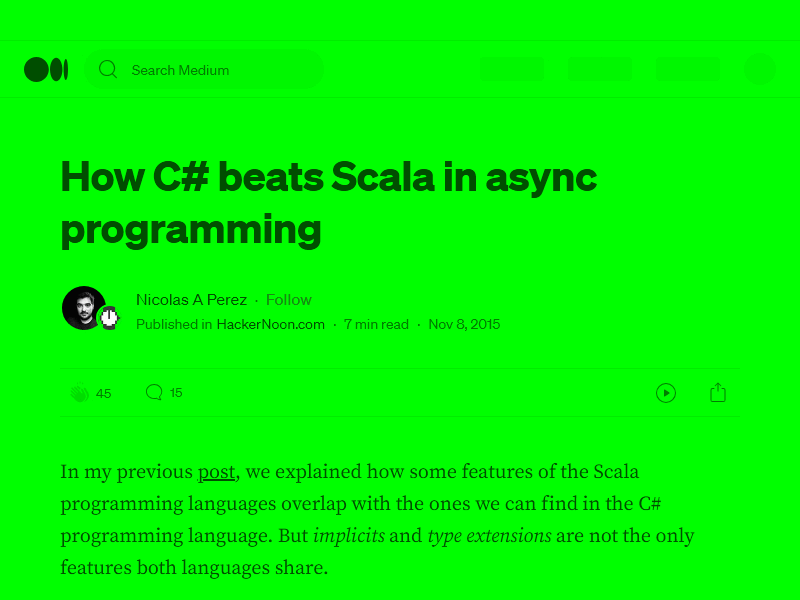 Search Medium
How C# beats Scala in async
programming
Nicolas A Perez · Follow
Published in HackerNoon.com · 7 min read · Nov 8, 2015
45 15
In my previous post, we explained how some features of the Scala
programming languages overlap with the ones we can find in the C#
programming language. But implicits and type extensions are not the only
features both languages share.